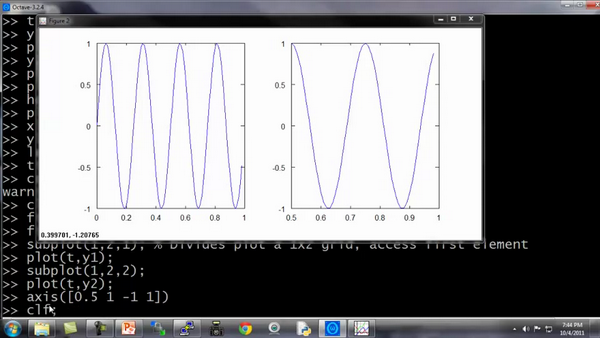 Octave-3.2.4
Figure 2
1
0.5
0
-0.5
-1
0 0.2 0.4 0.6 0.8 1
1
0.5
0
-0.5
-1
0.5 0.6 0.7 0.8 0.9 1
0.399701, -1.20765
>> t
>> y
>> p
>> y
>> p
>> p
>> h
>> p
>> x
>> y
>> l
>> t
>> c
warn
>> c
>> f
>> f
>> subplot(1,2,1); % Divides plot a 1x2 grid, access first element
>> plot(t,y1);
>> subplot(1,2,2);
>> plot(t,y2);
>> axis([0.5 1 -1 1])
>> clf;
7:44 PM
10/4/2011